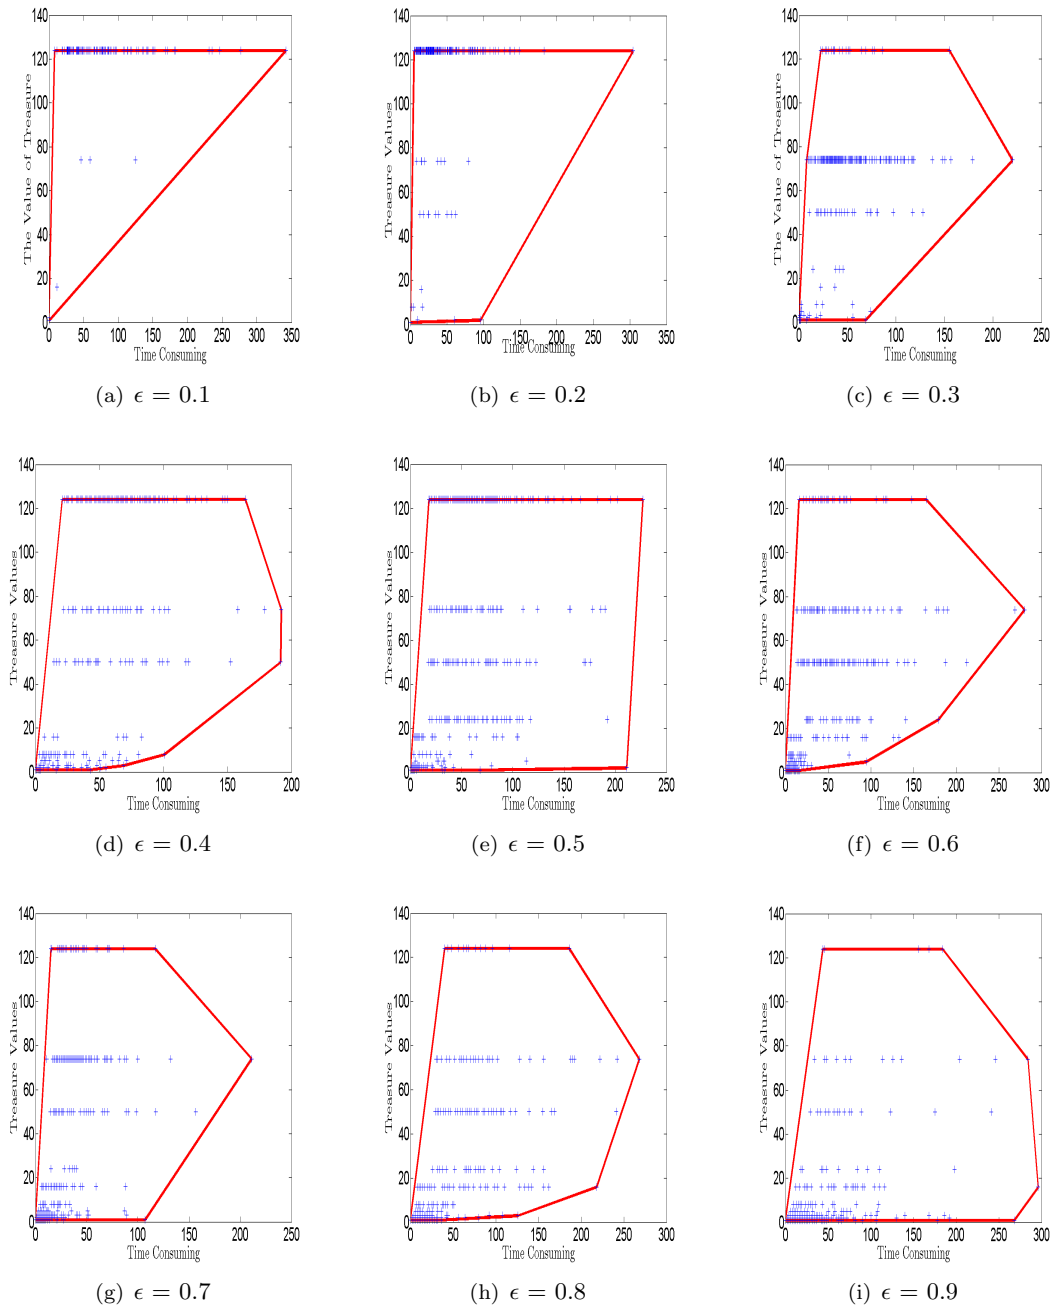 140
120
100
80
60
40
20
0
The Value of Treasure
0 50 100 150 200 250 300 350
Time Consuming
(a) ϵ = 0.1
140
120
100
80
60
40
20
0
Treasure Values
0 50 100 150 200 250 300 350
Time Consuming
(b) ϵ = 0.2
140
120
100
80
60
40
20
0
The Value of Treasure
0 50 100 150 200 250
Time Consuming
(c) ϵ = 0.3
140
120
100
80
60
40
20
0
Treasure Values
0 50 100 150 200
Time Consuming
(d) ϵ = 0.4
140
120
100
80
60
40
20
0
Treasure Values
0 50 100 150 200 250
Time Consuming
(e) ϵ = 0.5
140
120
100
80
60
40
20
0
Treasure Values
0 50 100 150 200 250 300
Time Consuming
(f) ϵ = 0.6
140
120
100
80
60
40
20
0
Treasure Values
0 50 100 150 200 250
Time Consuming
(g) ϵ = 0.7
140
120
100
80
60
40
20
0
Treasure Values
0 50 100 150 200 250 300
Time Consuming
(h) ϵ = 0.8
140
120
100
80
60
40
20
0
Treasure Values
0 50 100 150 200 250 300
Time Consuming
(i) ϵ = 0.9